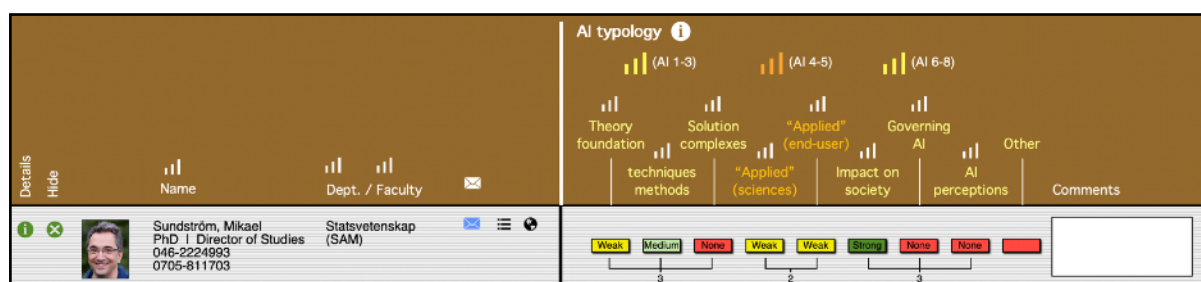 AI typology i
(AI 1-3) (AI 4-5) (AI 6-8)
Theory foundation
techniques methods
Solution complexes
"Applied" (sciences)
"Applied" (end-user)
Impact on society
Governing AI
AI perceptions
Other
Comments
Details
Hide
Name
Dept. / Faculty
Sundström, Mikael
PhD | Director of Studies
046-2224993
0705-811703
Statsvetenskap
(SAM)
Weak Medium None Weak Weak Strong None None
3 2 3